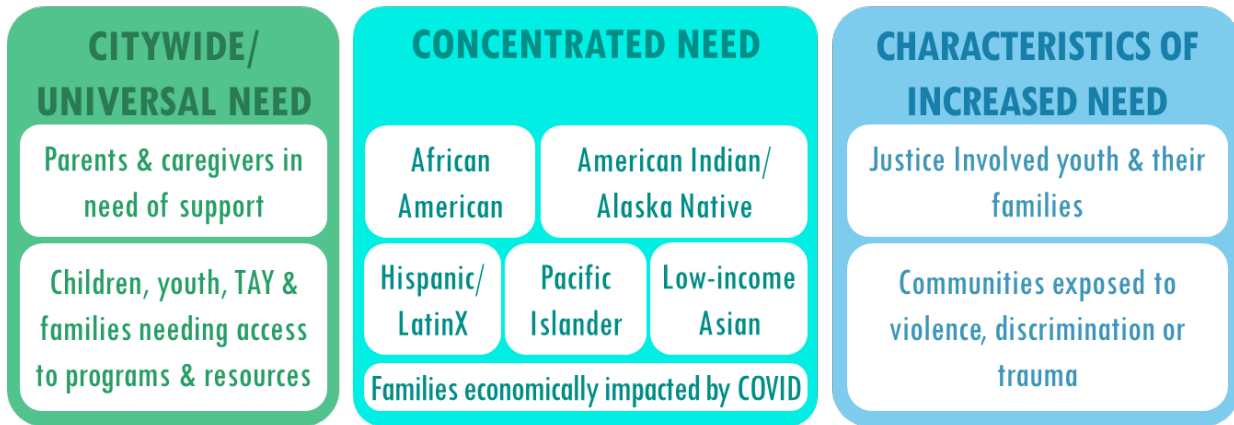 CITYWIDE/
UNIVERSAL NEED
Parents & caregivers in
need of support
Children, youth, TAY &
families needing access
to programs & resources
CONCENTRATED NEED
African
American
American Indian/
Alaska Native
Hispanic/
LatinX
Pacific
Islander
Low-income
Asian
Families economically impacted by COVID
CHARACTERISTICS OF
INCREASED NEED
Justice Involved youth & their
families
Communities exposed to
violence, discrimination or
trauma